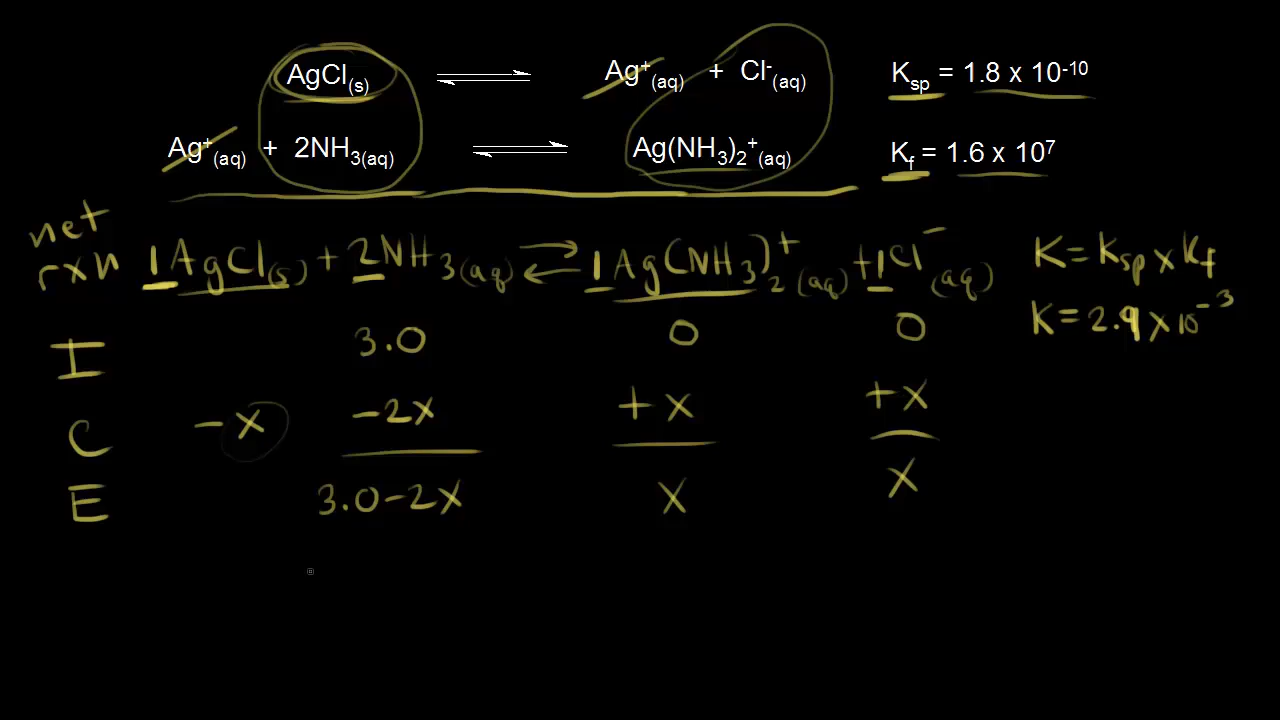 AgCl(s) ⇌ Ag⁺(aq) + Cl⁻(aq) Ksp = 1.8 x 10⁻¹⁰
Ag⁺(aq) + 2NH₃(aq) ⇌ Ag(NH₃)₂⁺(aq) Kf = 1.6 x 10⁷
net
rxn 1AgCl(s) + 2NH₃(aq) ⇌ 1Ag(NH₃)₂⁺(aq) + 1Cl⁻(aq) K = Ksp x Kf
I 3.0 0 0 K = 2.9 x 10⁻³
C -x -2x +x +x
E 3.0-2x x x